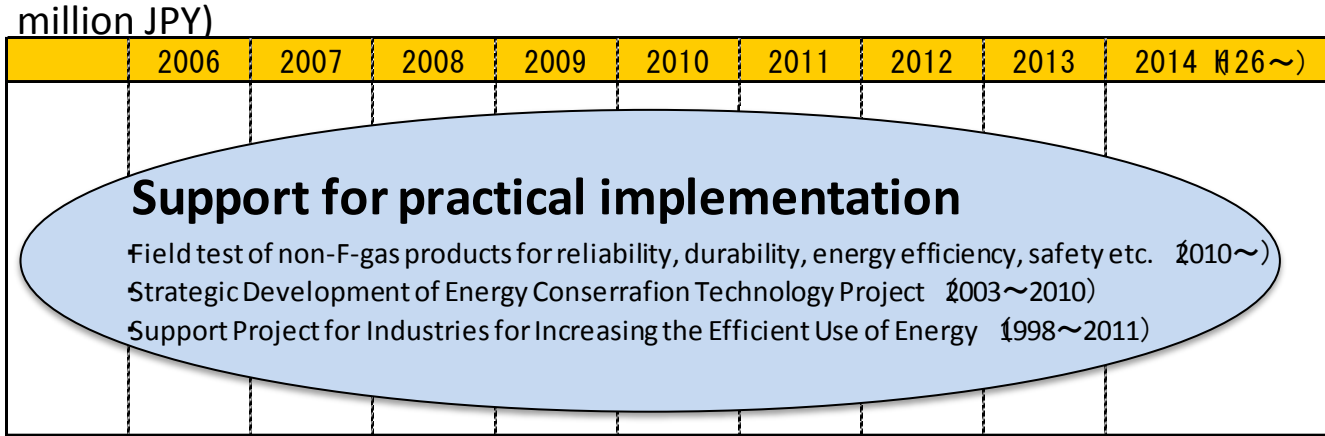 million JPY)
2006 2007 2008 2009 2010 2011 2012 2013 2014 (H26～)
Support for practical implementation
・Field test of non-F-gas products for reliability, durability, energy efficiency, safety etc. (2010～)
・Strategic Development of Energy Conserrafion Technology Project (2003～2010)
・Support Project for Industries for Increasing the Efficient Use of Energy (1998～2011)